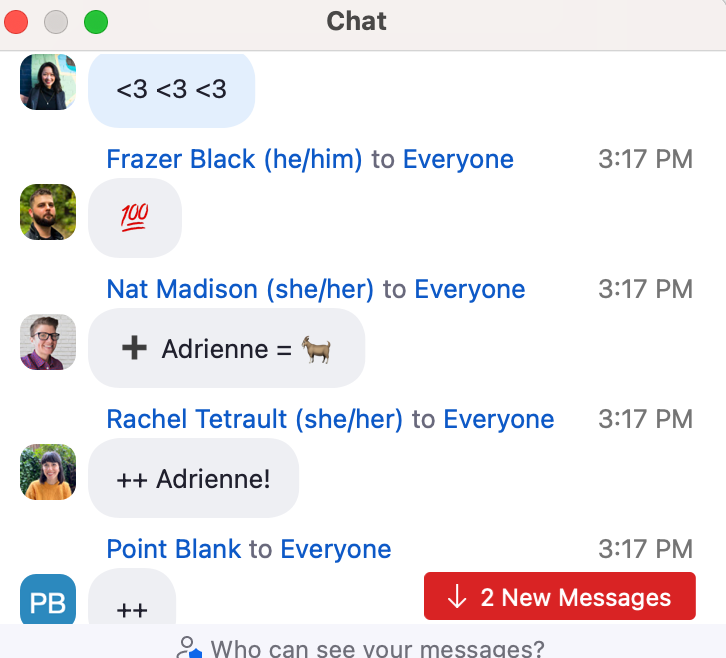 Chat
<3 <3 <3
Frazer Black (he/him) to Everyone 3:17 PM
💯
Nat Madison (she/her) to Everyone 3:17 PM
➕ Adrienne = 🐐
Rachel Tetrault (she/her) to Everyone 3:17 PM
++ Adrienne!
Point Blank to Everyone 3:17 PM
PB ++
↓ 2 New Messages
Who can see your messages?